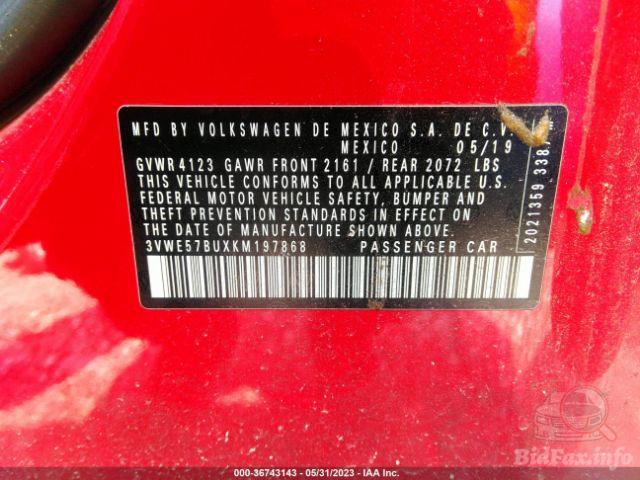 MFD BY VOLKSWAGEN DE MEXICO S.A. DE C.V.
MEXICO 05/19
GVWR 4123 GAWR FRONT 2161 / REAR 2072 LBS
THIS VEHICLE CONFORMS TO ALL APPLICABLE U.S.
FEDERAL MOTOR VEHICLE SAFETY, BUMPER AND
THEFT PREVENTION STANDARDS IN EFFECT ON
THE DATE OF MANUFACTURE SHOWN ABOVE.
3VWE57BUXKM197868 PASSENGER CAR
2021359
BidFax.info
000-36743143 - 05/31/2023 - IAA Inc.